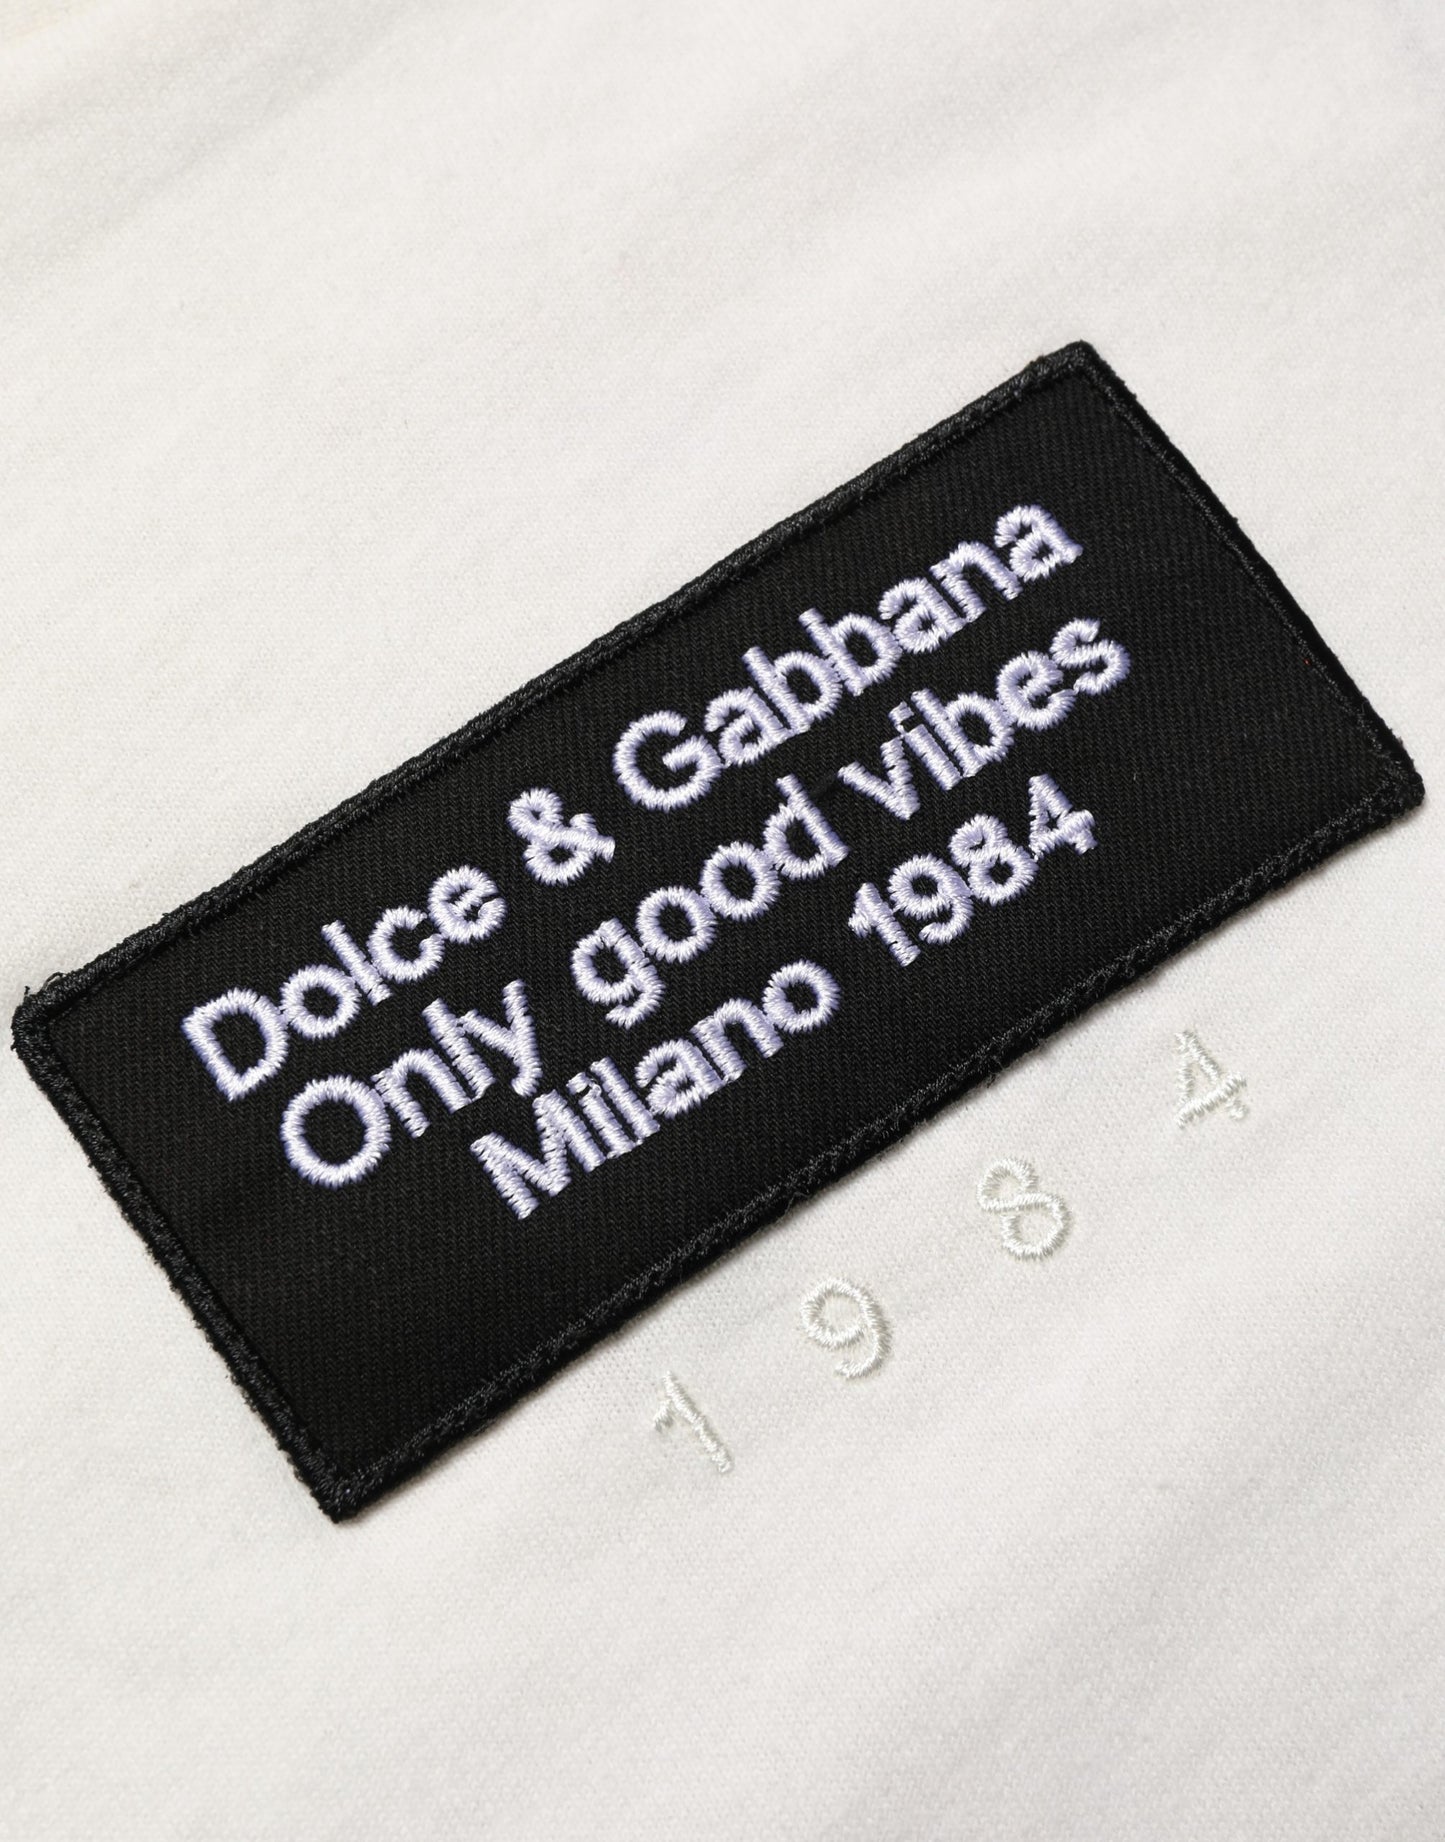 Dolce & Gabbana
Only good vibes
Milano 1984
1984